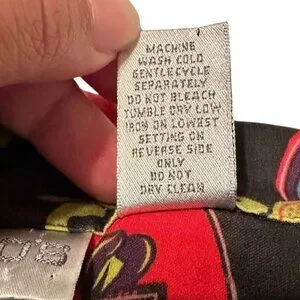 MACHINE
WASH COLD
GENTLE CYCLE
SEPARATELY
DO NOT BLEACH
TUMBLE DRY LOW
IRON ON LOWEST
SETTING ON
REVERSE SIDE
ONLY
DO NOT
DRY CLEAN